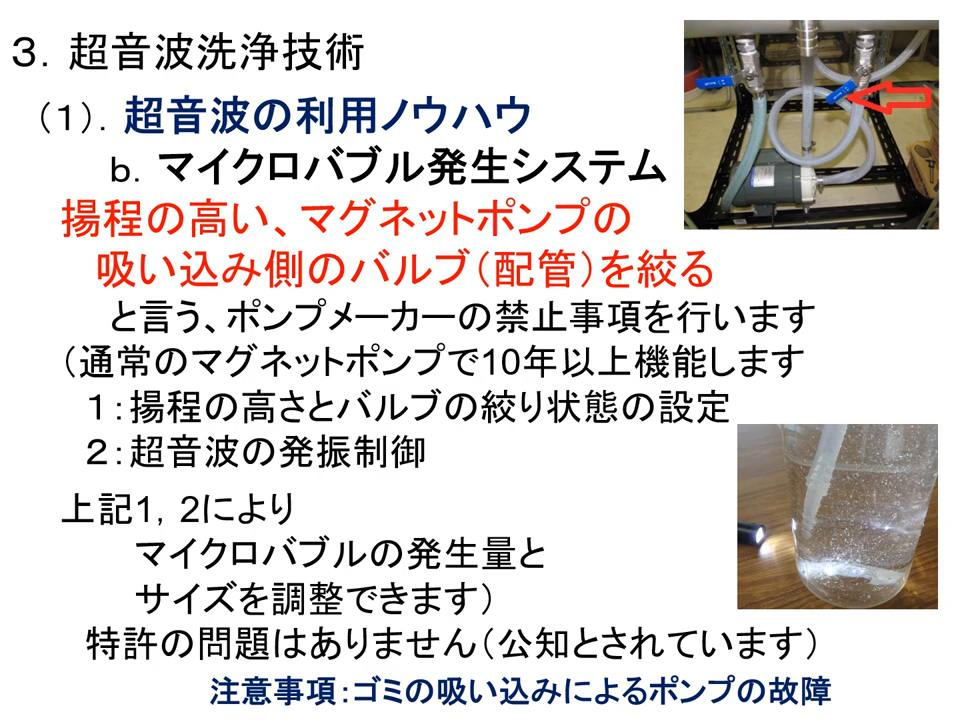 ３．超音波洗浄技術
（１）．超音波の利用ノウハウ
ｂ．マイクロバブル発生システム
揚程の高い、マグネットポンプの
吸い込み側のバルブ（配管）を絞る
と言う、ポンプメーカーの禁止事項を行います
（通常のマグネットポンプで10年以上機能します
１：揚程の高さとバルブの絞り状態の設定
２：超音波の発振制御
上記1，2により
マイクロバブルの発生量と
サイズを調整できます）
特許の問題はありません（公知とされています）
注意事項：ゴミの吸い込みによるポンプの故障